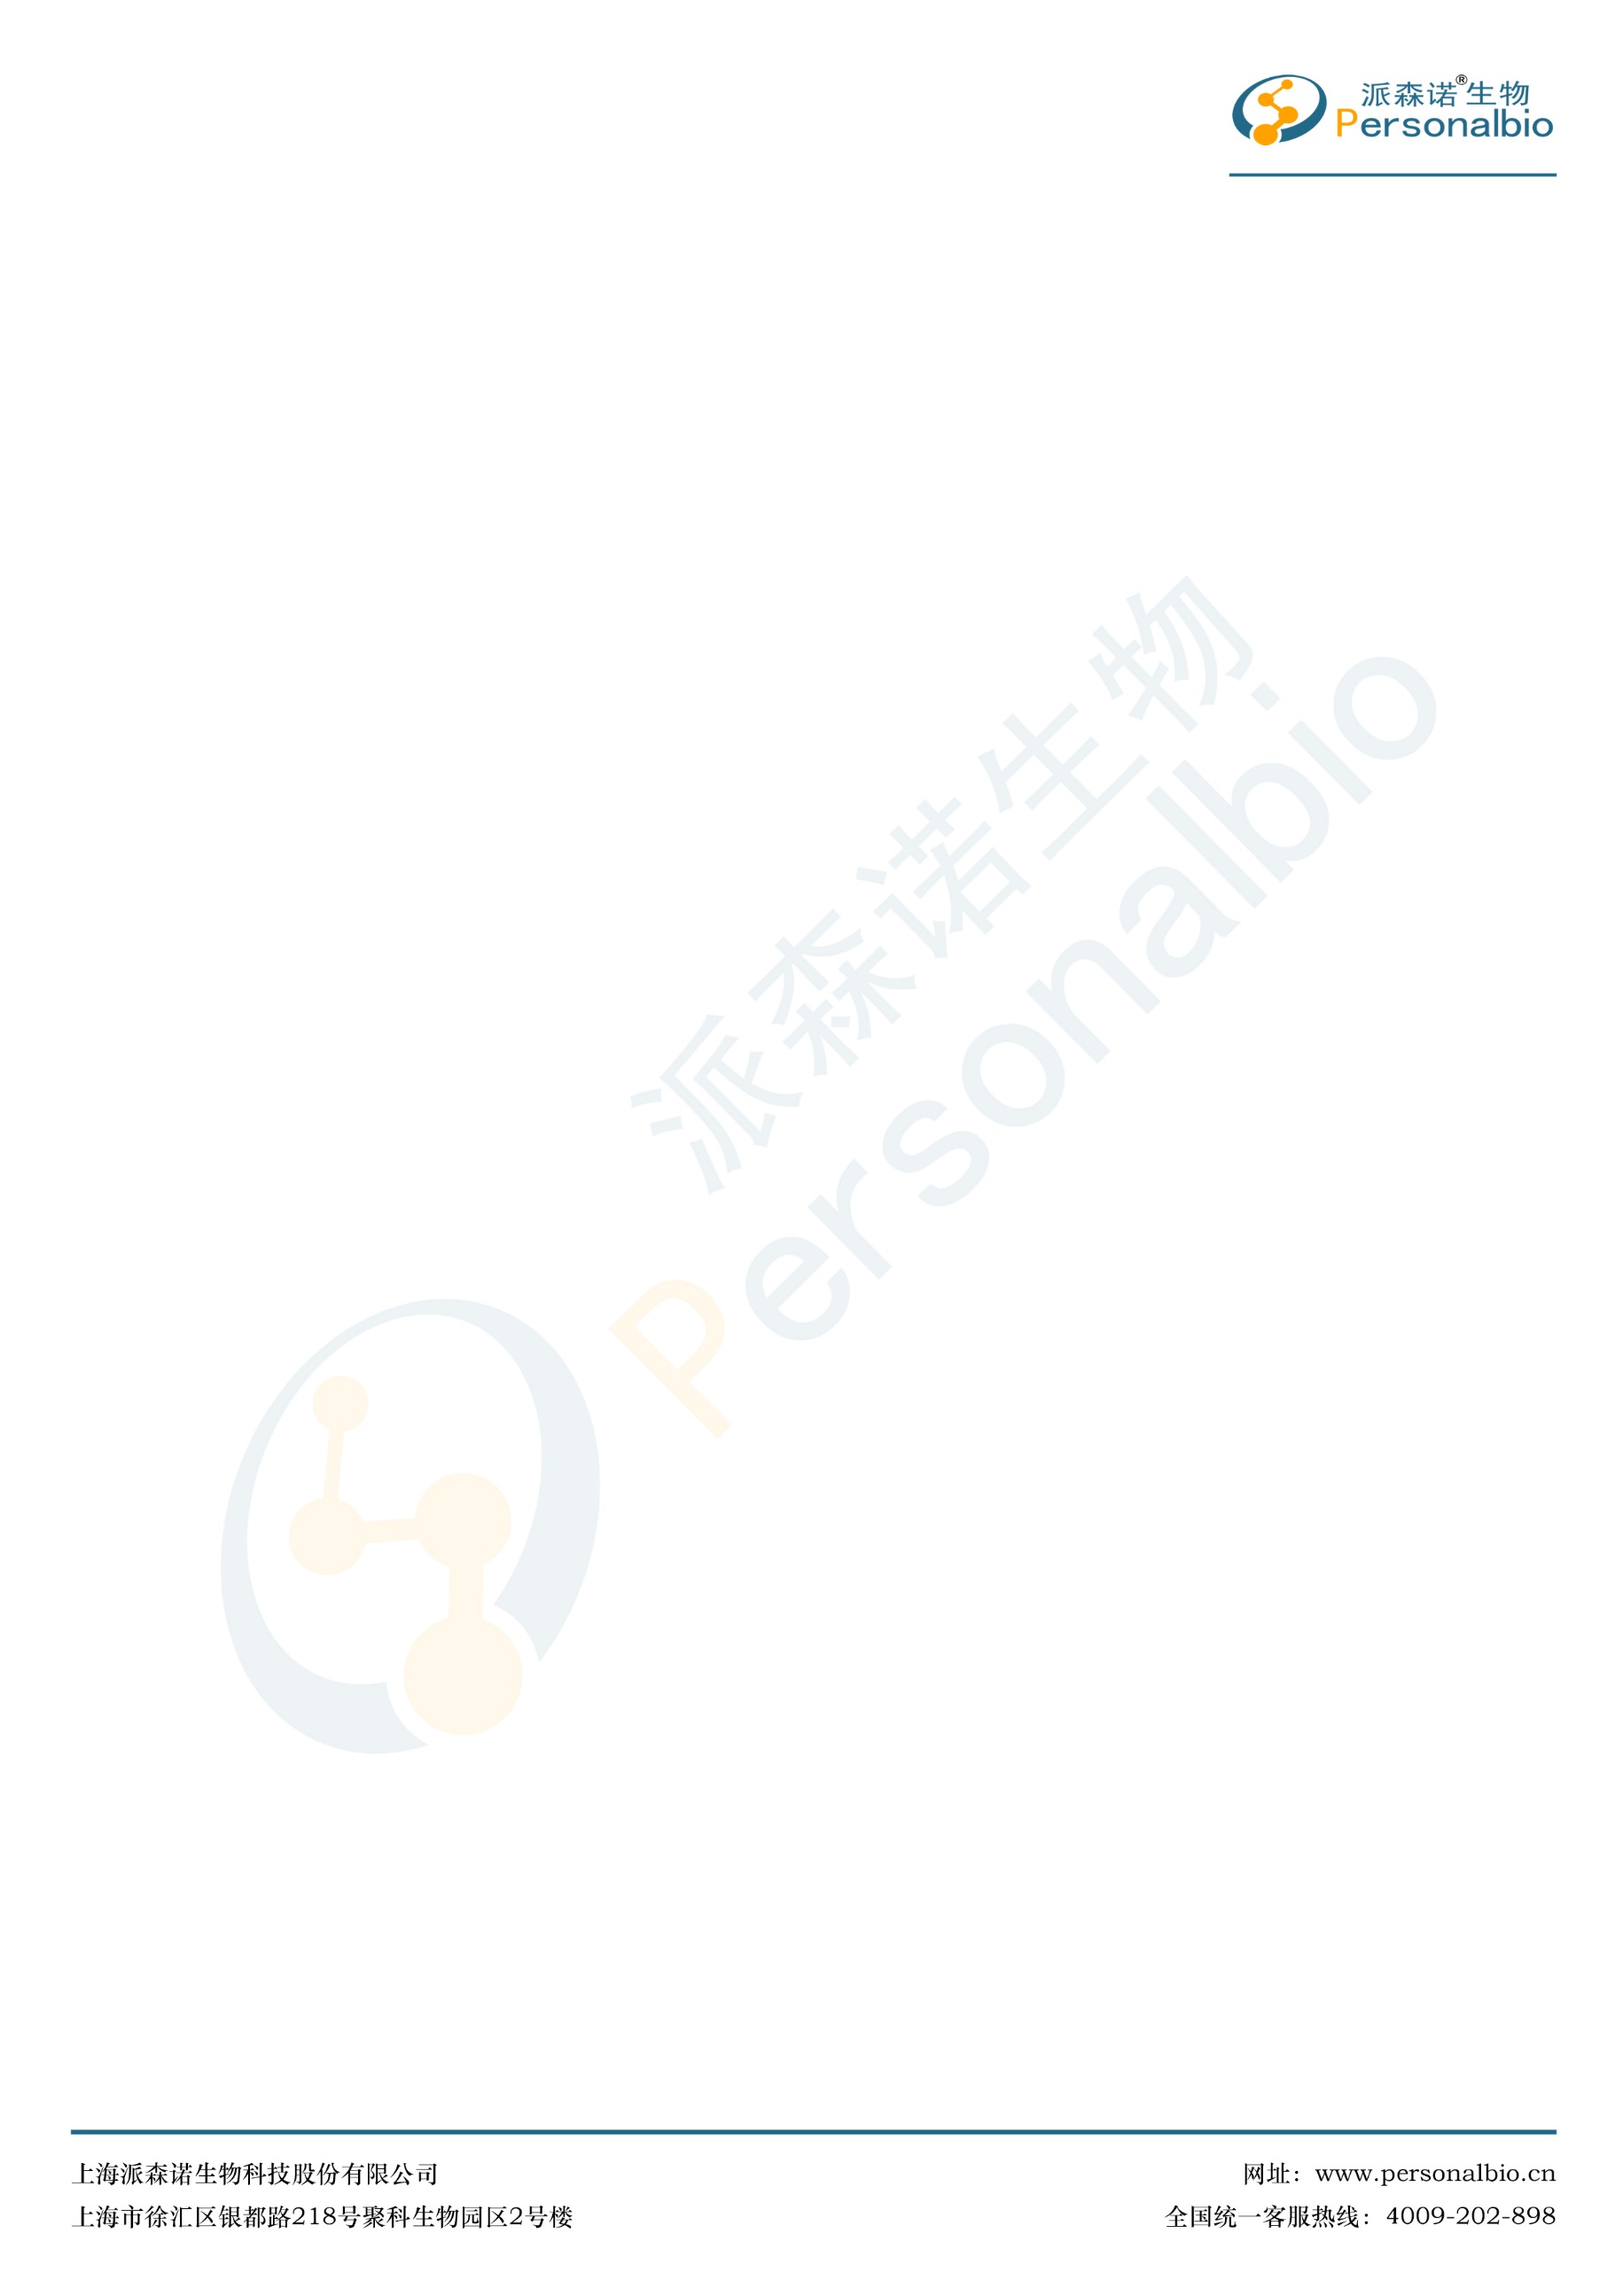 派森诺®生物
Personalbio
派森诺生物
Personalbio
上海派森诺生物科技股份有限公司
网址：www.personalbio.cn
上海市徐汇区银都路218号聚科生物园区2号楼
全国统一客服热线：4009-202-898